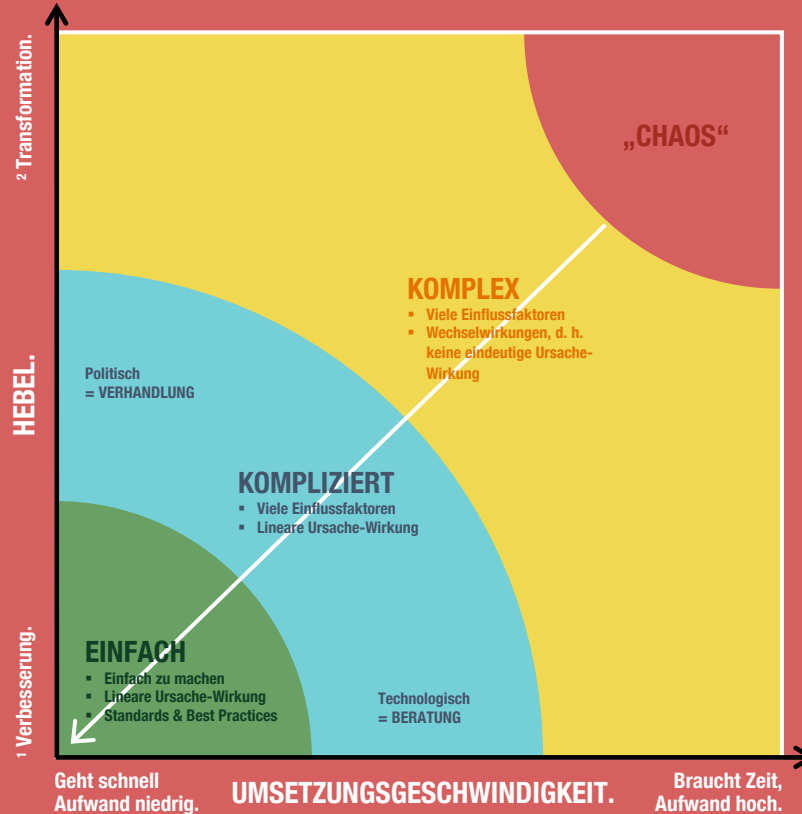 ² Transformation.
HEBEL.
¹ Verbesserung.
„CHAOS“
KOMPLEX
▪ Viele Einflussfaktoren
▪ Wechselwirkungen, d. h.
keine eindeutige Ursache-
Wirkung
Politisch
= VERHANDLUNG
KOMPLIZIERT
▪ Viele Einflussfaktoren
▪ Lineare Ursache-Wirkung
EINFACH
▪ Einfach zu machen
▪ Lineare Ursache-Wirkung
▪ Standards & Best Practices
Technologisch
= BERATUNG
Geht schnell
Aufwand niedrig.
UMSETZUNGSGESCHWINDIGKEIT.
Braucht Zeit,
Aufwand hoch.